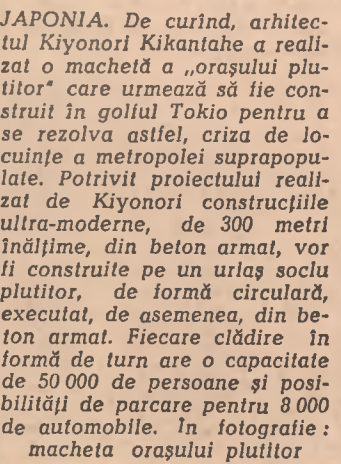 JAPONIA. De curînd, arhitec-
tul Kiyonori Kikantahe a reali-
zat o machetă a „orașului plu-
titor" care urmează să fie con-
struit în golful Tokio pentru a
se rezolva astfel, criza de lo-
cuințe a metropolei suprapopu-
late. Potrivit proiectului reali-
zat de Kiyonori construcțiile
ultra-moderne, de 300 metri
înălțime, din beton armat, vor
fi construite pe un uriaș soclu
plutitor, de formă circulară,
executat, de asemenea, din be-
ton armat. Fiecare clădire în
formă de turn are o capacitate
de 50 000 de persoane și posi-
bilități de parcare pentru 8 000
de automobile. În fotografie:
macheta orașului plutitor